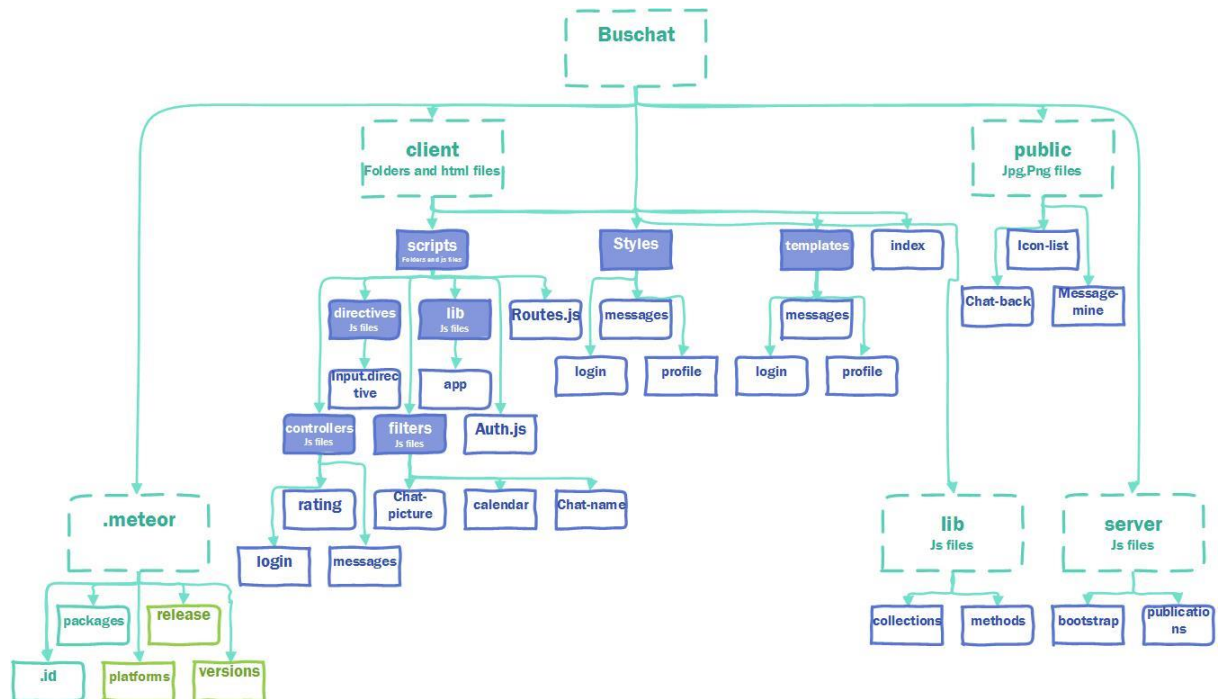 Buschat
client
Folders and html files
public
Jpg,Png files
scripts
Folders and js files
Styles
templates
index
Icon-list
directives
Js files
lib
Js files
Routes.js
messages
messages
Chat-back
Message-
mine
Input.direc
tive
app
login
profile
login
profile
controllers
Js files
filters
Js files
Auth.js
rating
Chat-
picture
calendar
Chat-name
.meteor
lib
Js files
server
Js files
login
messages
packages
release
collections
methods
bootstrap
publicatio
ns
.id
platforms
versions